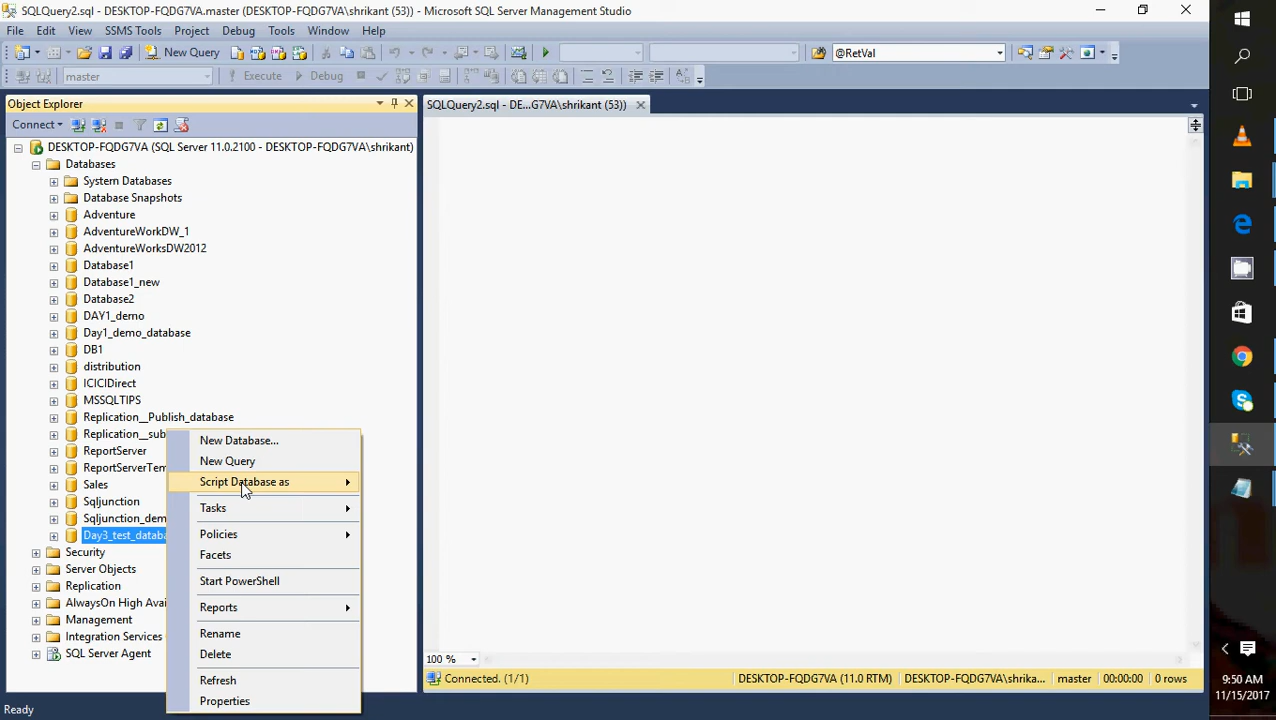 SQLQuery2.sql - DESKTOP-FQDG7VA.master (DESKTOP-FQDG7VA\shrikant (53)) - Microsoft SQL Server Management Studio
File Edit View SSMS Tools Project Debug Tools Window Help
New Query @RetVal
master Execute Debug
Object Explorer
SQLQuery2.sql - DE...G7VA\shrikant (53))
Connect
DESKTOP-FQDG7VA (SQL Server 11.0.2100 - DESKTOP-FQDG7VA\shrikant)
Databases
System Databases
Database Snapshots
Adventure
AdventureWorkDW_1
AdventureWorksDW2012
Database1
Database1_new
Database2
DAY1_demo
Day1_demo_database
DB1
distribution
ICICIDirect
MSSQLTIPS
Replication__Publish_database
Replication__sub
ReportServer
ReportServerTem
Sales
Sqljunction
Sqljunction_dem
Day3_test_databa
Security
Server Objects
Replication
AlwaysOn High Avai
Management
Integration Services
SQL Server Agent
New Database...
New Query
Script Database as
Tasks
Policies
Facets
Start PowerShell
Reports
Rename
Delete
Refresh
Properties
100 %
Connected. (1/1) DESKTOP-FQDG7VA (11.0 RTM) DESKTOP-FQDG7VA\shrika... master 00:00:00 0 rows
Ready
9:50 AM
11/15/2017